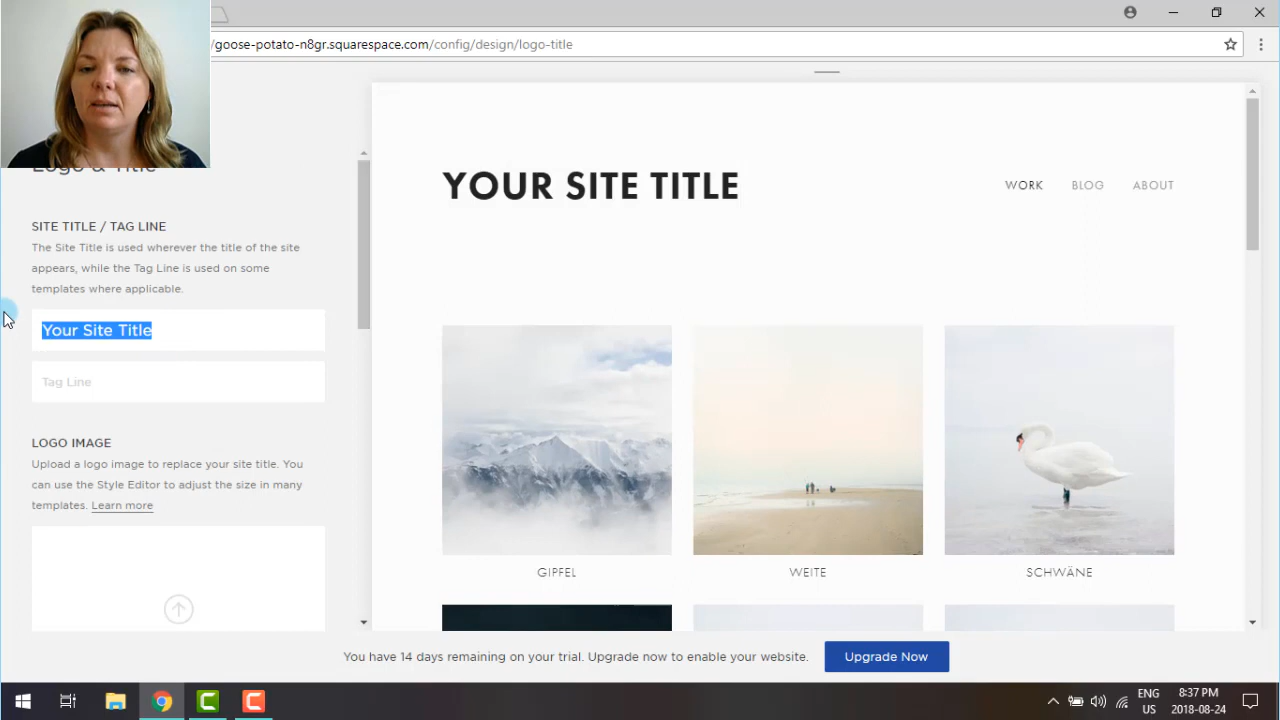 /goose-potato-n8gr.squarespace.com/config/design/logo-title
Logo & Title
SITE TITLE / TAG LINE
The Site Title is used wherever the title of the site
appears, while the Tag Line is used on some
templates where applicable.
Your Site Title
Tag Line
LOGO IMAGE
Upload a logo image to replace your site title. You
can use the Style Editor to adjust the size in many
templates. Learn more
YOUR SITE TITLE
WORK BLOG ABOUT
GIPFEL
WEITE
SCHWÄNE
You have 14 days remaining on your trial. Upgrade now to enable your website.
Upgrade Now
ENG
US
8:37 PM
2018-08-24